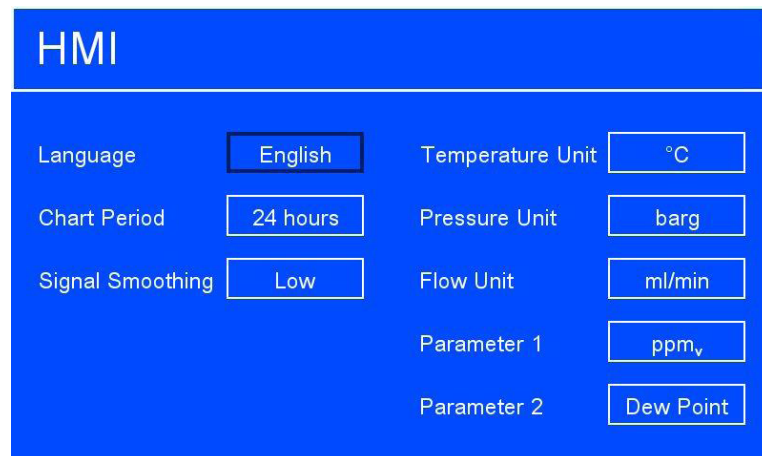 HMI
Language English Temperature Unit °C
Chart Period 24 hours Pressure Unit barg
Signal Smoothing Low Flow Unit ml/min
Parameter 1 ppmᵥ
Parameter 2 Dew Point